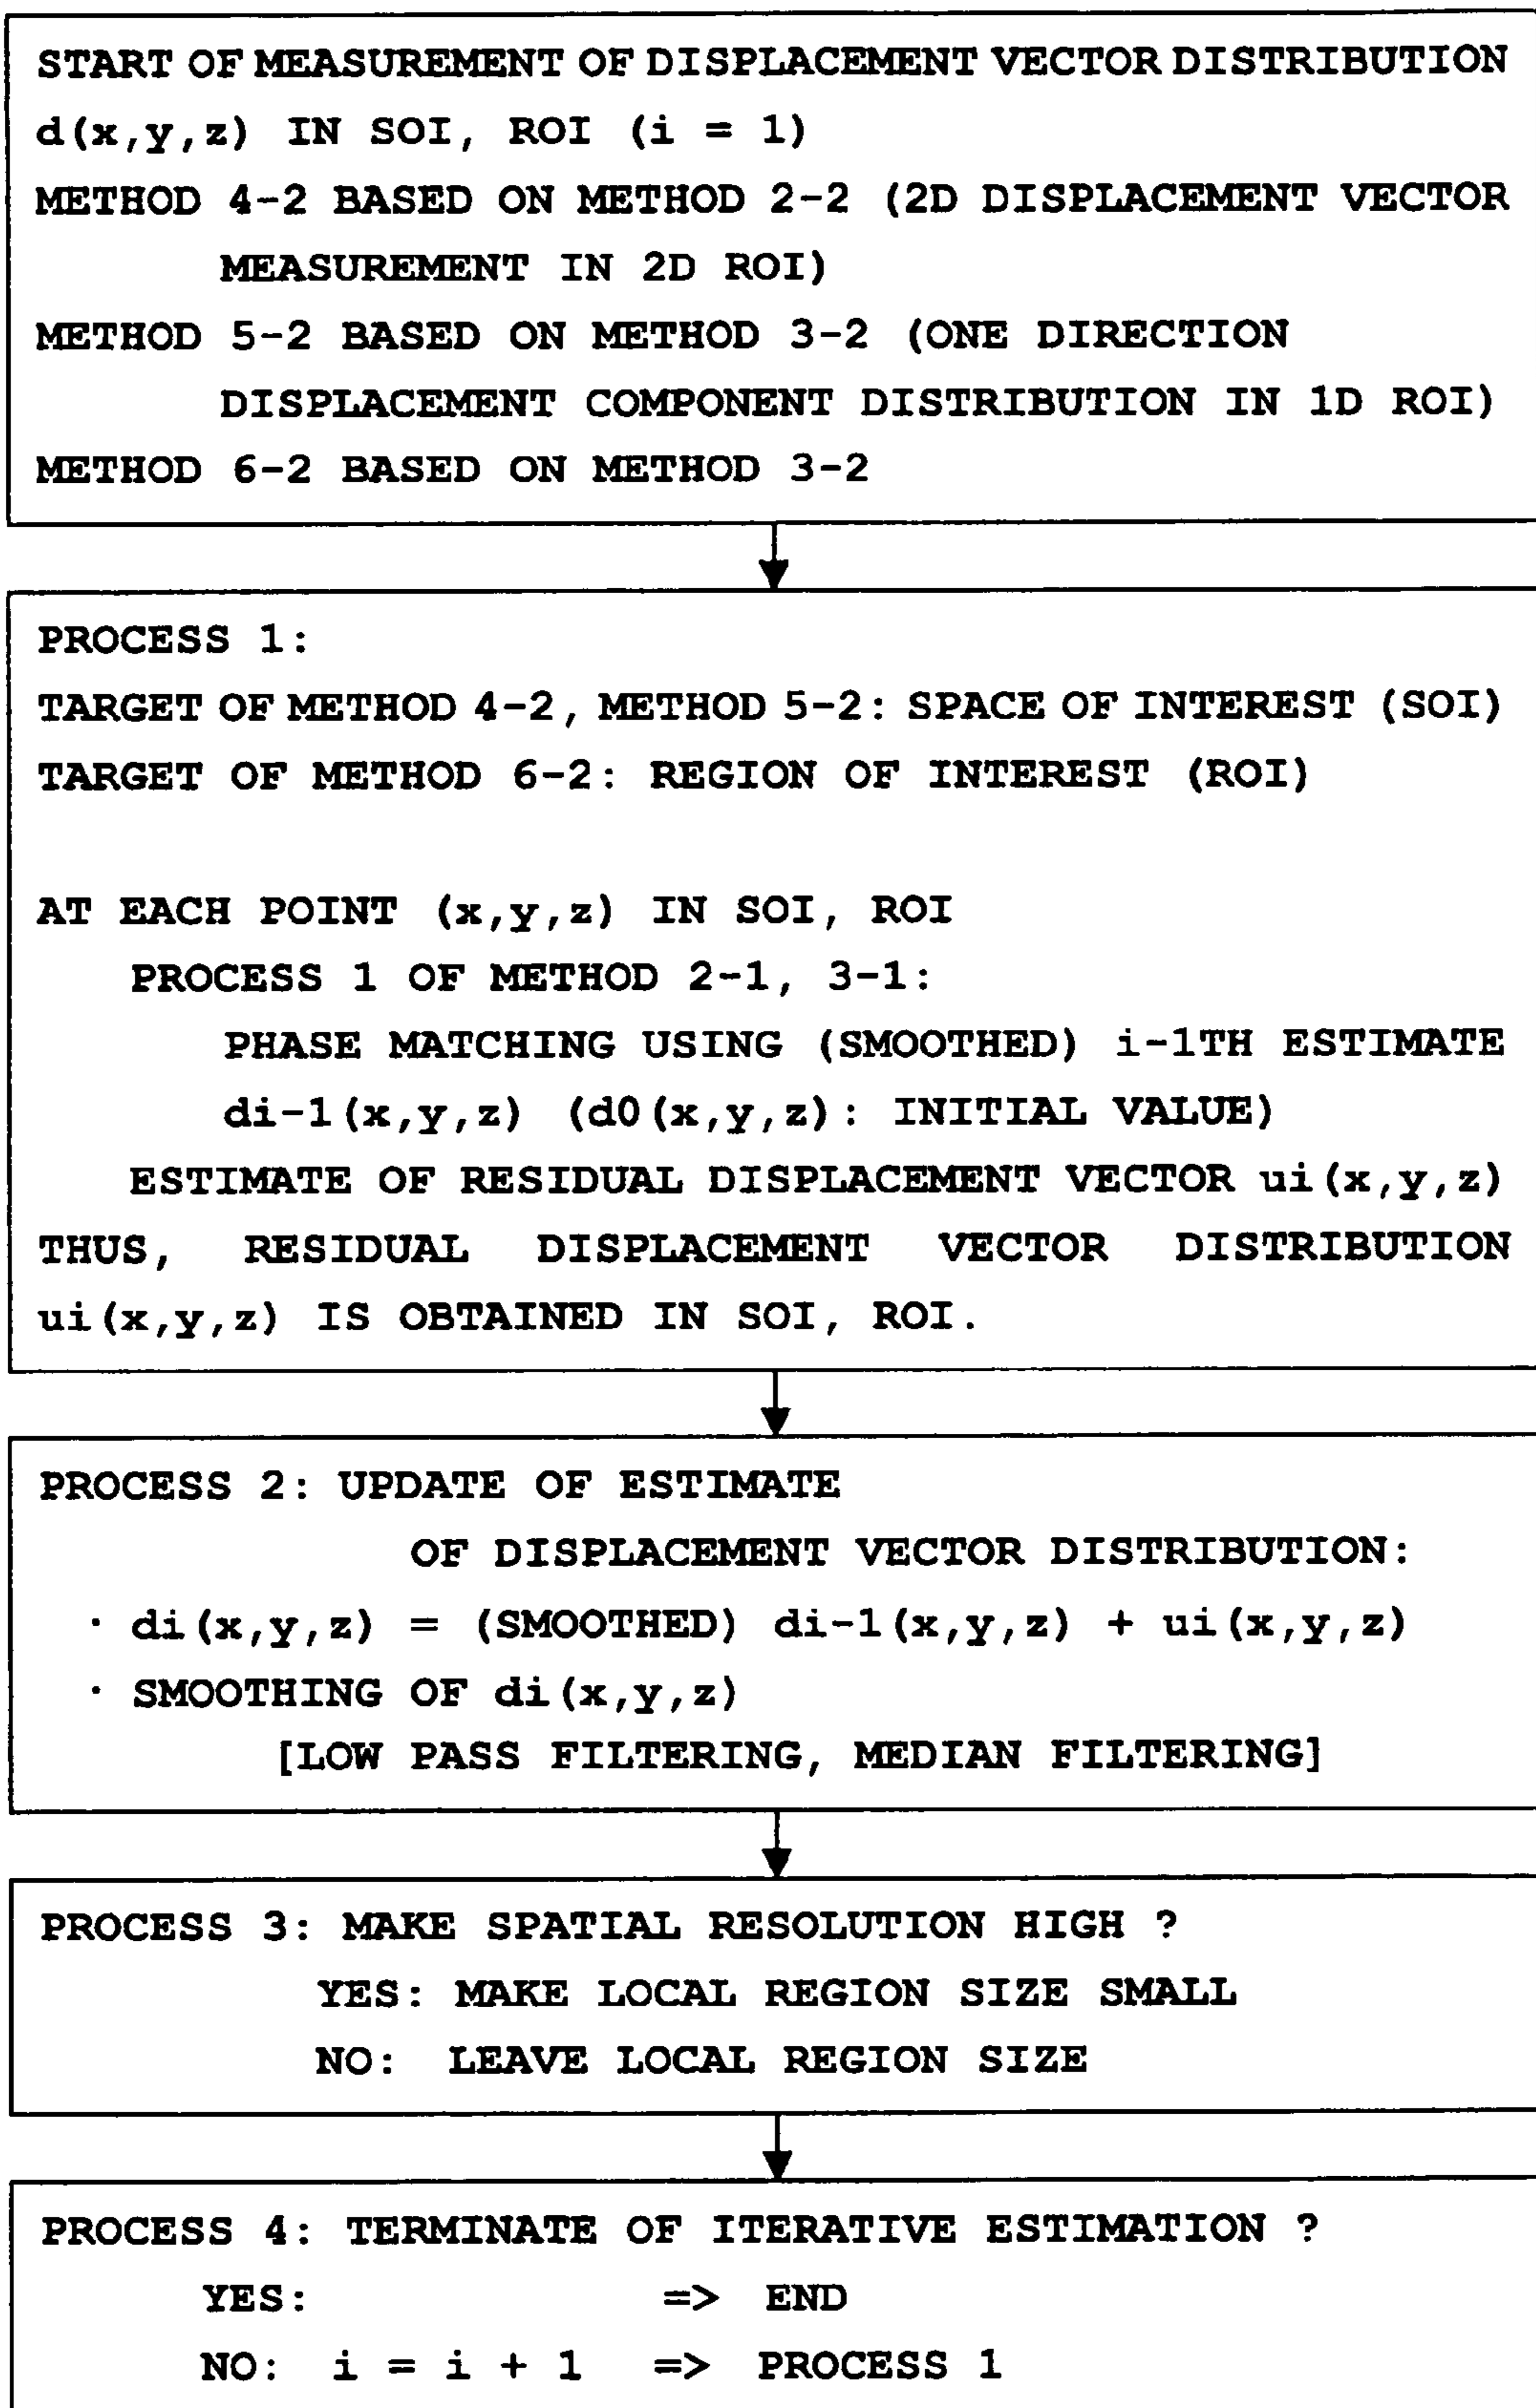 START OF MEASUREMENT OF DISPLACEMENT VECTOR DISTRIBUTION
d(x,y,z) IN SOI, ROI (i = 1)
METHOD 4-2 BASED ON METHOD 2-2 (2D DISPLACEMENT VECTOR
MEASUREMENT IN 2D ROI)
METHOD 5-2 BASED ON METHOD 3-2 (ONE DIRECTION
DISPLACEMENT COMPONENT DISTRIBUTION IN 1D ROI)
METHOD 6-2 BASED ON METHOD 3-2
PROCESS 1:
TARGET OF METHOD 4-2, METHOD 5-2: SPACE OF INTEREST (SOI)
TARGET OF METHOD 6-2: REGION OF INTEREST (ROI)
AT EACH POINT (x,y,z) IN SOI, ROI
PROCESS 1 OF METHOD 2-1, 3-1:
PHASE MATCHING USING (SMOOTHED) i-1TH ESTIMATE
di-1(x,y,z) (d0(x,y,z): INITIAL VALUE)
ESTIMATE OF RESIDUAL DISPLACEMENT VECTOR ui(x,y,z)
THUS, RESIDUAL DISPLACEMENT VECTOR DISTRIBUTION
ui(x,y,z) IS OBTAINED IN SOI, ROI.
PROCESS 2: UPDATE OF ESTIMATE
OF DISPLACEMENT VECTOR DISTRIBUTION:
· di(x,y,z) = (SMOOTHED) di-1(x,y,z) + ui(x,y,z)
· SMOOTHING OF di(x,y,z)
[LOW PASS FILTERING, MEDIAN FILTERING]
PROCESS 3: MAKE SPATIAL RESOLUTION HIGH ?
YES: MAKE LOCAL REGION SIZE SMALL
NO: LEAVE LOCAL REGION SIZE
PROCESS 4: TERMINATE OF ITERATIVE ESTIMATION ?
YES: => END
NO: i = i + 1 => PROCESS 1